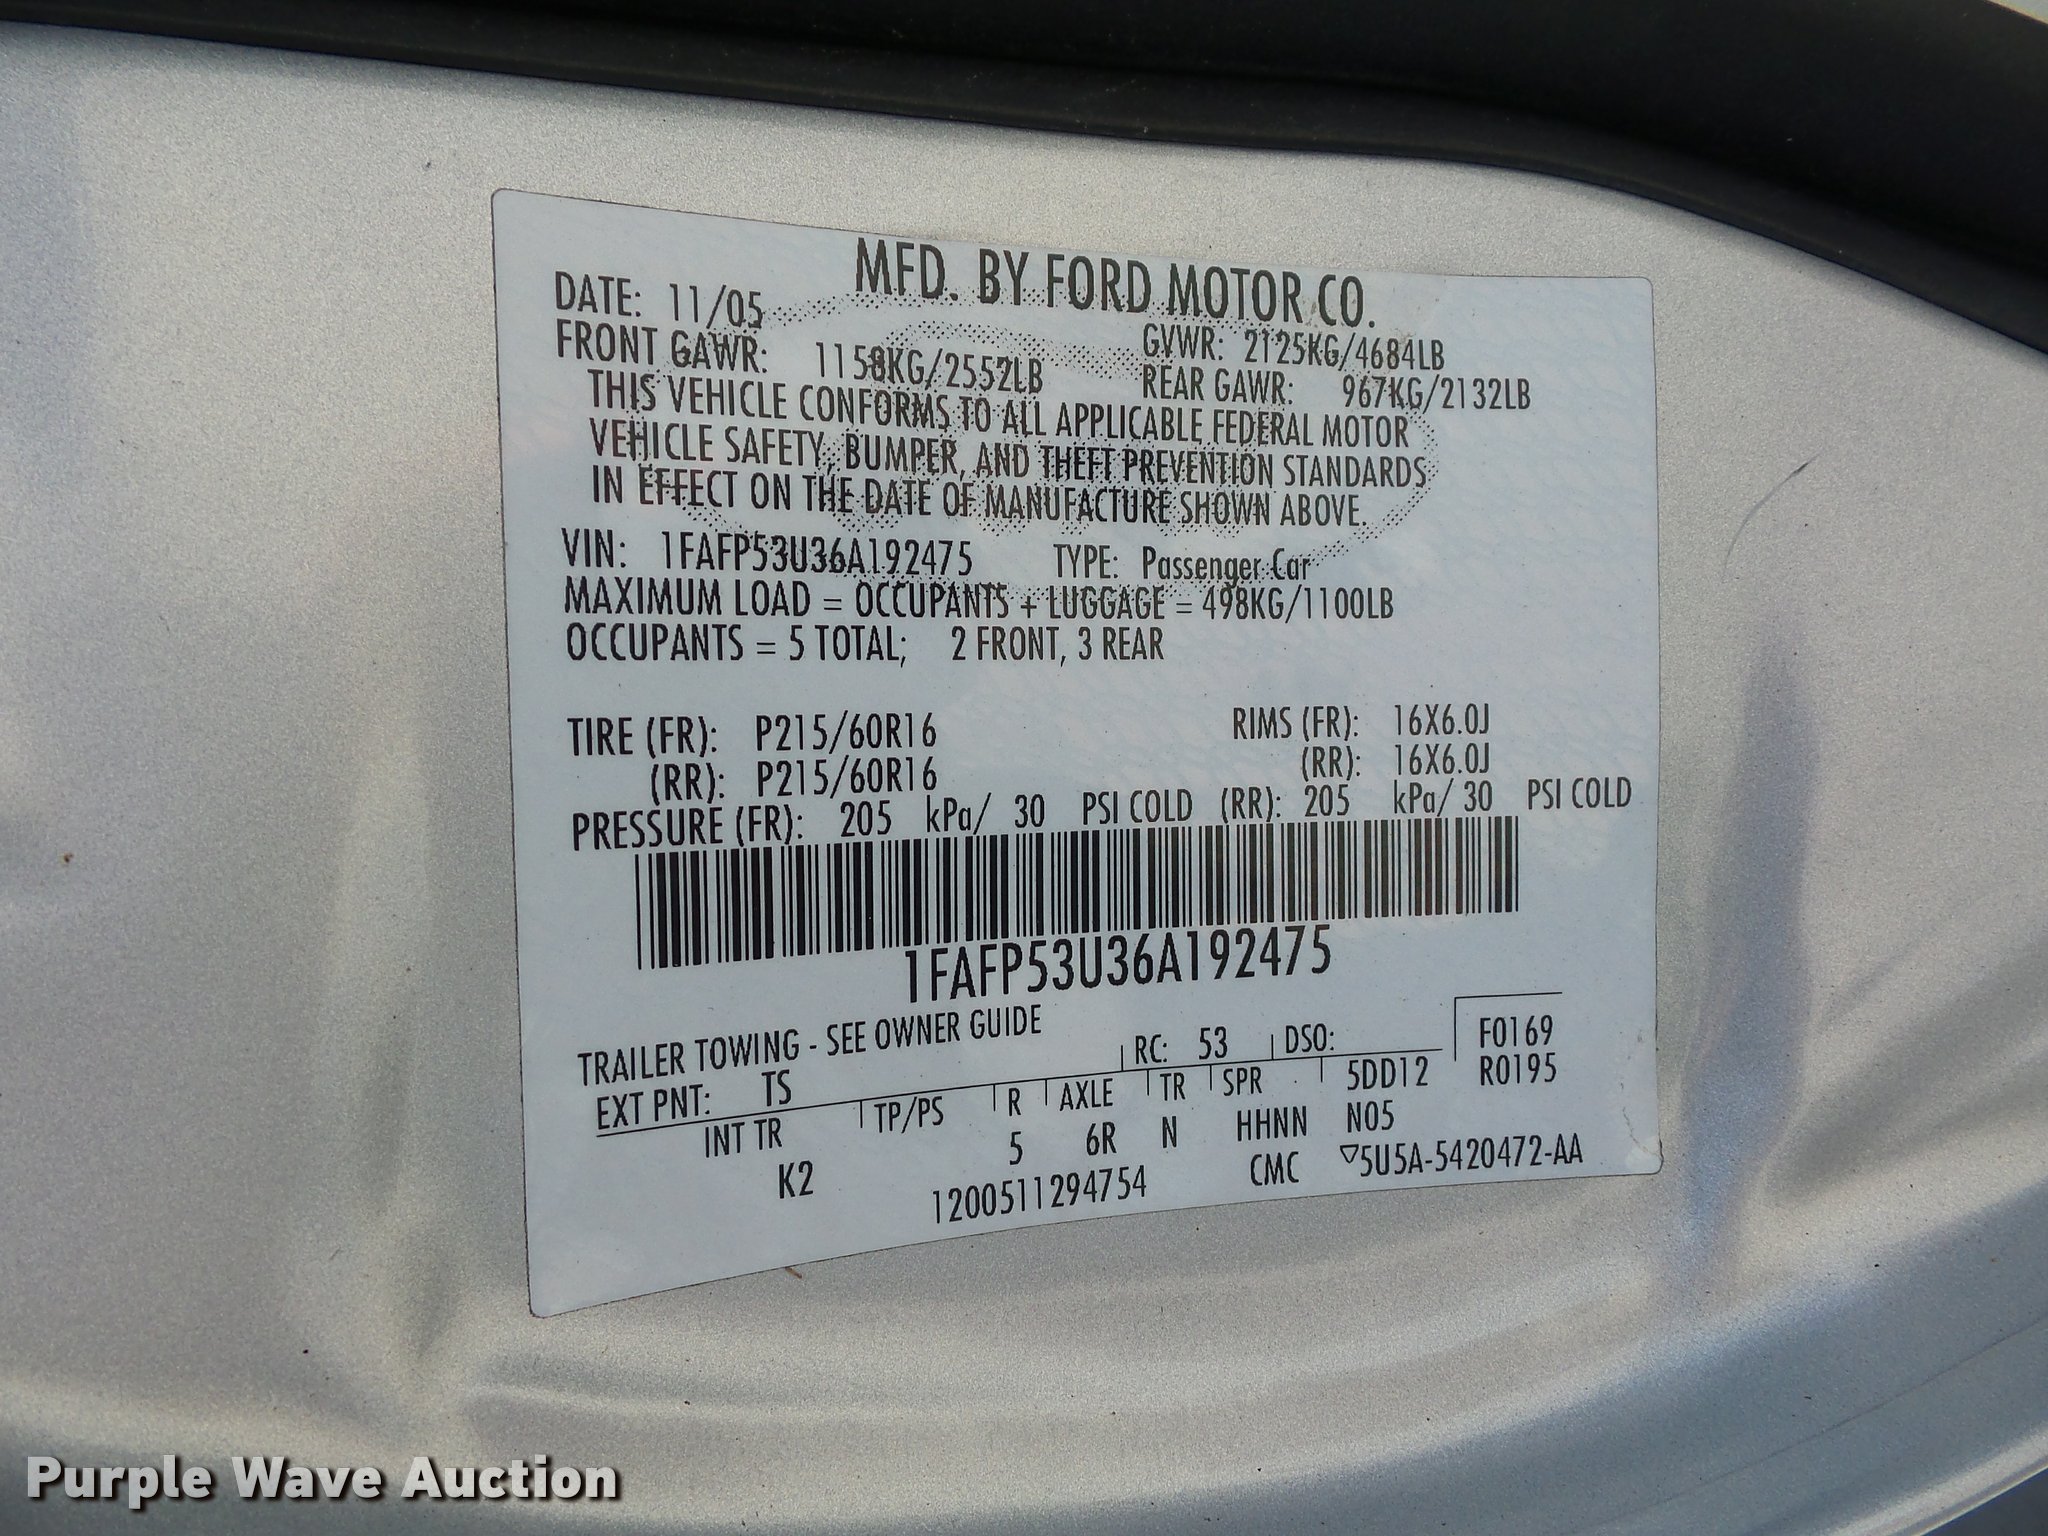 MFD. BY FORD MOTOR CO.
DATE: 11/05 GVWR: 2125KG/4684LB
FRONT GAWR: 1158KG/2552LB REAR GAWR: 967KG/2132LB
THIS VEHICLE CONFORMS TO ALL APPLICABLE FEDERAL MOTOR
VEHICLE SAFETY, BUMPER, AND THEFT PREVENTION STANDARDS
IN EFFECT ON THE DATE OF MANUFACTURE SHOWN ABOVE.
VIN: 1FAFP53U36A192475 TYPE: Passenger Car
MAXIMUM LOAD = OCCUPANTS + LUGGAGE = 498KG/1100LB
OCCUPANTS = 5 TOTAL; 2 FRONT, 3 REAR
TIRE (FR): P215/60R16 RIMS (FR): 16X6.0J
(RR): P215/60R16 (RR): 16X6.0J
PRESSURE (FR): 205 kPa/ 30 PSI COLD (RR): 205 kPa/ 30 PSI COLD
1FAFP53U36A192475
TRAILER TOWING - SEE OWNER GUIDE
EXT PNT: TS RC: 53 DSO: F0169
INT TR TP/PS R AXLE TR SPR 5DD12 R0195
K2 5 6R N HHNN N05
1200511294754 CMC ▽5U5A-5420472-AA
Purple Wave Auction